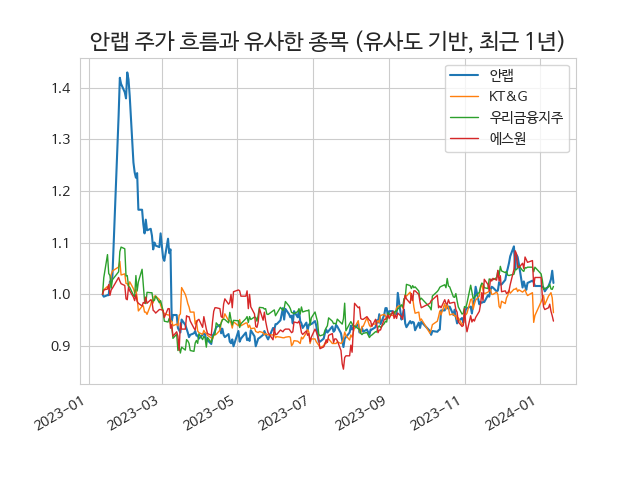 안랩 주가 흐름과 유사한 종목 (유사도 기반, 최근 1년)
안랩
KT&G
우리금융지주
에스원
1.4
1.3
1.2
1.1
1.0
0.9
2023-01
2023-03
2023-05
2023-07
2023-09
2023-11
2024-01